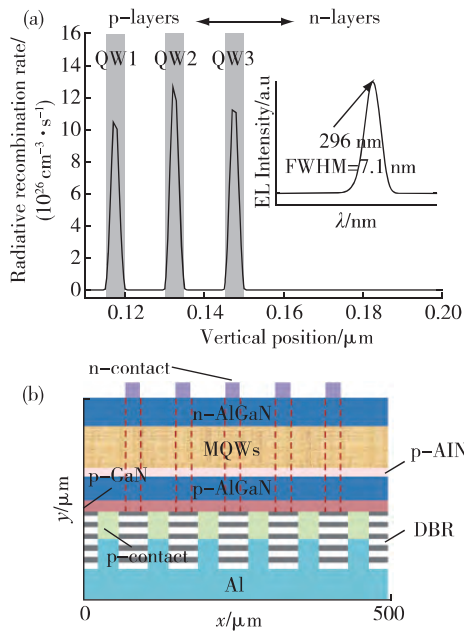 (a)
p-layers
n-layers
Radiative recombination rate/
(10²⁶ cm⁻³•s⁻¹)
16
14
12
10
8
6
4
2
0
QW1 QW2 QW3
EL Intensity/a.u
296 nm
FWHM=7.1 nm
λ/nm
0.12 0.14 0.16 0.18 0.20
Vertical position/μm
n-contact
(b)
n-AlGaN
MQWs
p-AlN
p-GaN
p-AlGaN
y/μm
p-contact
DBR
Al
0 500
x/μm